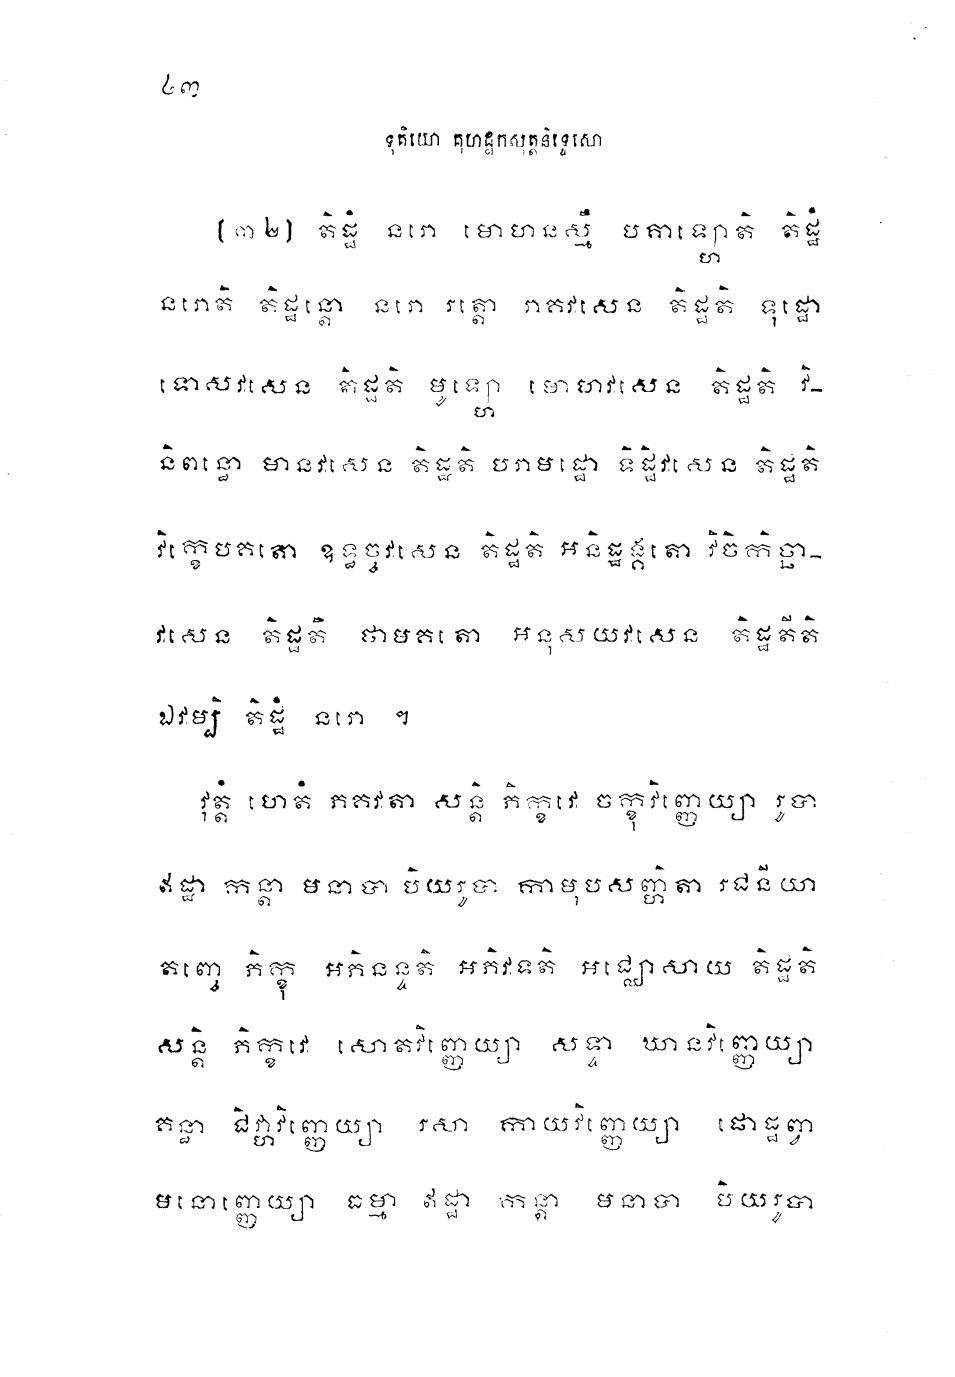 ៤៣
ទុតិយោ គុហដ្ឋកសុត្តនិទ្ទេសោ
(៣២) តិដ្ឋំ នរោ មោហនស្មឹ បគាឡ្ហោតិ តិដ្ឋំ
នរោតិ តិដ្ឋន្តោ នរោ រត្តោ រាគវសេន តិដ្ឋតិ ទុដ្ឋោ
ទោសវសេន តិដ្ឋតិ មូឡ្ហោ មោហវសេន តិដ្ឋតិ វិ-
និពន្ធោ មានវសេន តិដ្ឋតិ បរាមដ្ឋោ ទិដ្ឋិវសេន តិដ្ឋតិ
វិក្ខេបគតោ ឧទ្ធច្ចវសេន តិដ្ឋតិ អនិដ្ឋង្គតោ វិចិកិច្ឆា-
វសេន តិដ្ឋតិ ថាមគតោ អនុសយវសេន តិដ្ឋតីតិ
ឯវម្បិ តិដ្ឋំ នរោ ។
វុត្តំ ហេតំ ភគវតា សន្តិ ភិក្ខវេ ចក្ខុវិញ្ញេយ្យា រូបា
ឥដ្ឋា កន្តា មនាបា បិយរូបា កាមុបសញ្ហិតា រជនីយា
តញ្ចេ ភិក្ខុ អភិនន្ទតិ អភិវទតិ អជ្ឈោសាយ តិដ្ឋតិ
សន្តិ ភិក្ខវេ សោតវិញ្ញេយ្យា សទ្ទា ឃានវិញ្ញេយ្យា
គន្ធា ជិវ្ហាវិញ្ញេយ្យា រសា កាយវិញ្ញេយ្យា ផោដ្ឋព្វា
មនោញ្ញេយ្យា ធម្មា ឥដ្ឋា កន្តា មនាបា បិយរូបា